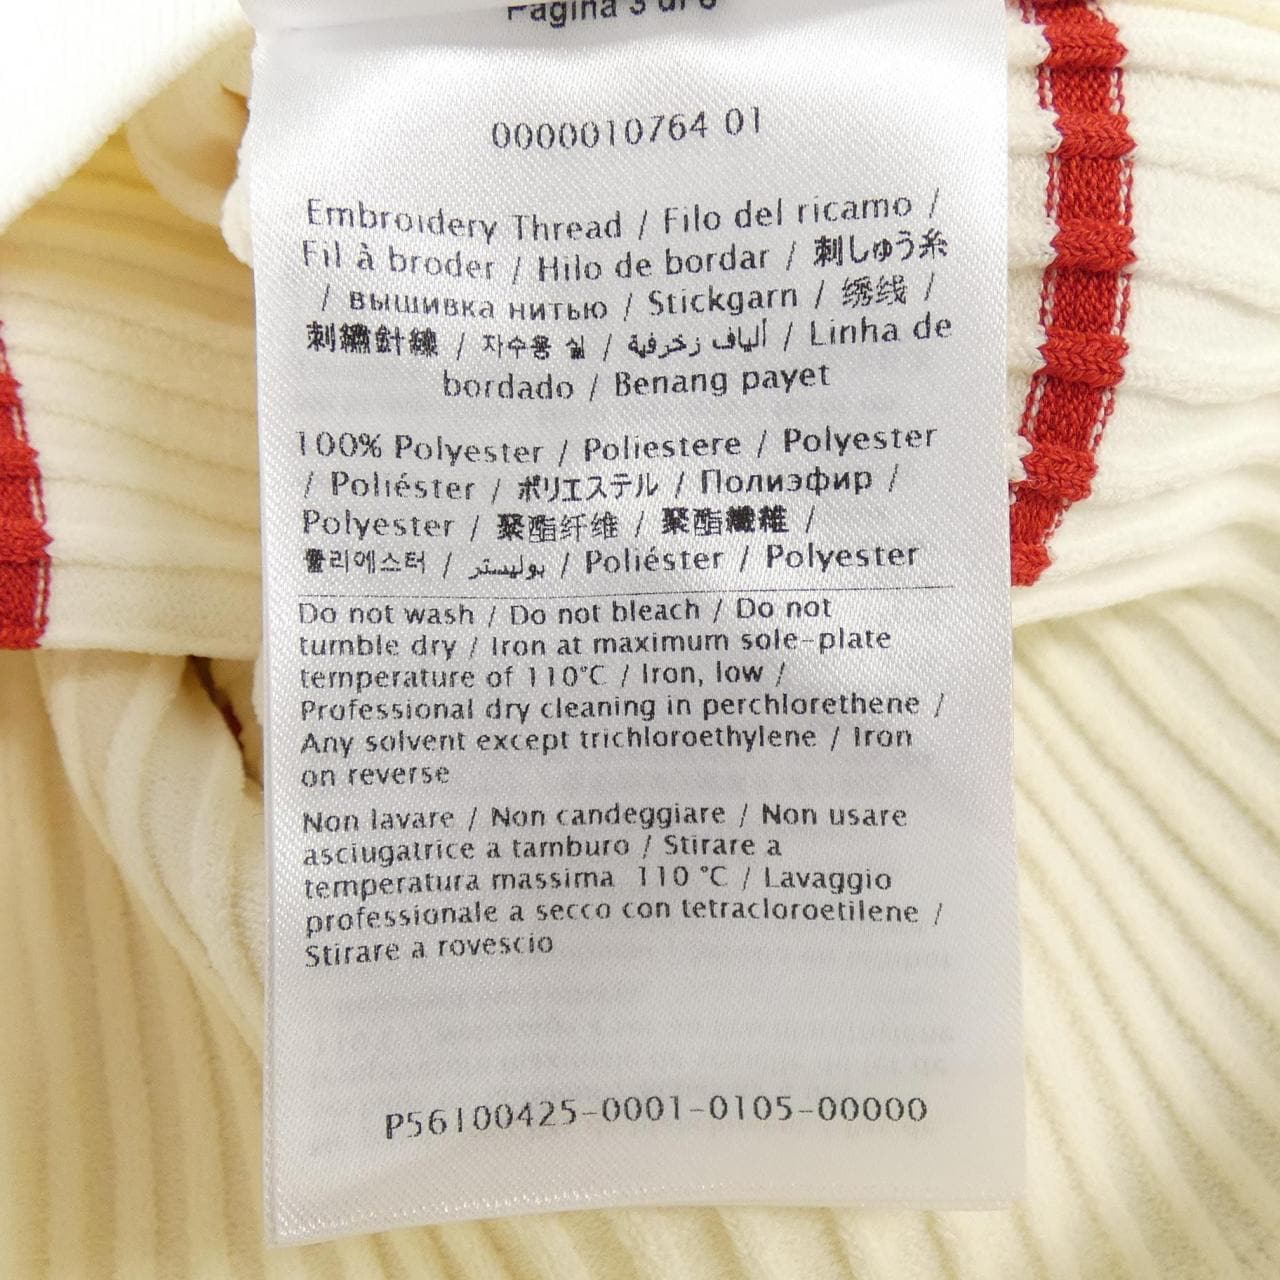 Pagina 3 di 6
0000010764 01
Embroidery Thread / Filo del ricamo /
Fil à broder / Hilo de bordar / 刺しゅう糸
/ вышивка нитью / Stickgarn / 绣线 /
刺繡針線 / 자수용 실 / ألياف زخرفية / Linha de
bordado / Benang payet
100% Polyester / Poliestere / Polyester
/ Poliéster / ポリエステル / Полиэфир /
Polyester / 聚酯纤维 / 聚酯纖維 /
폴리에스터 / بوليستر / Poliéster / Polyester
Do not wash / Do not bleach / Do not
tumble dry / Iron at maximum sole-plate
temperature of 110°C / Iron, low /
Professional dry cleaning in perchlorethene /
Any solvent except trichloroethylene / Iron
on reverse
Non lavare / Non candeggiare / Non usare
asciugatrice a tamburo / Stirare a
temperatura massima 110 °C / Lavaggio
professionale a secco con tetracloroetilene /
Stirare a rovescio
P56100425-0001-0105-00000